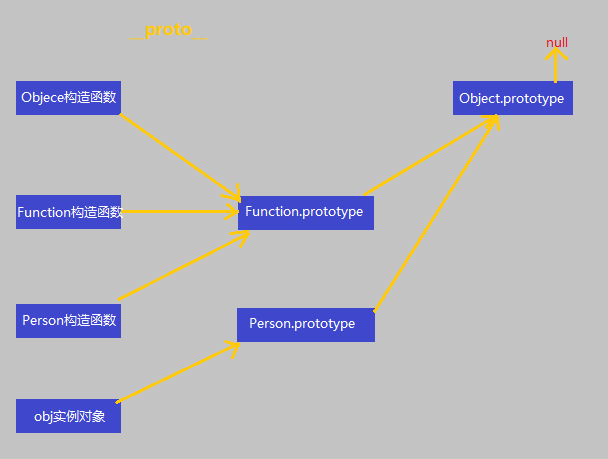 __proto__
null
Objece构造函数
Object.prototype
Function构造函数
Function.prototype
Person构造函数
Person.prototype
obj实例对象